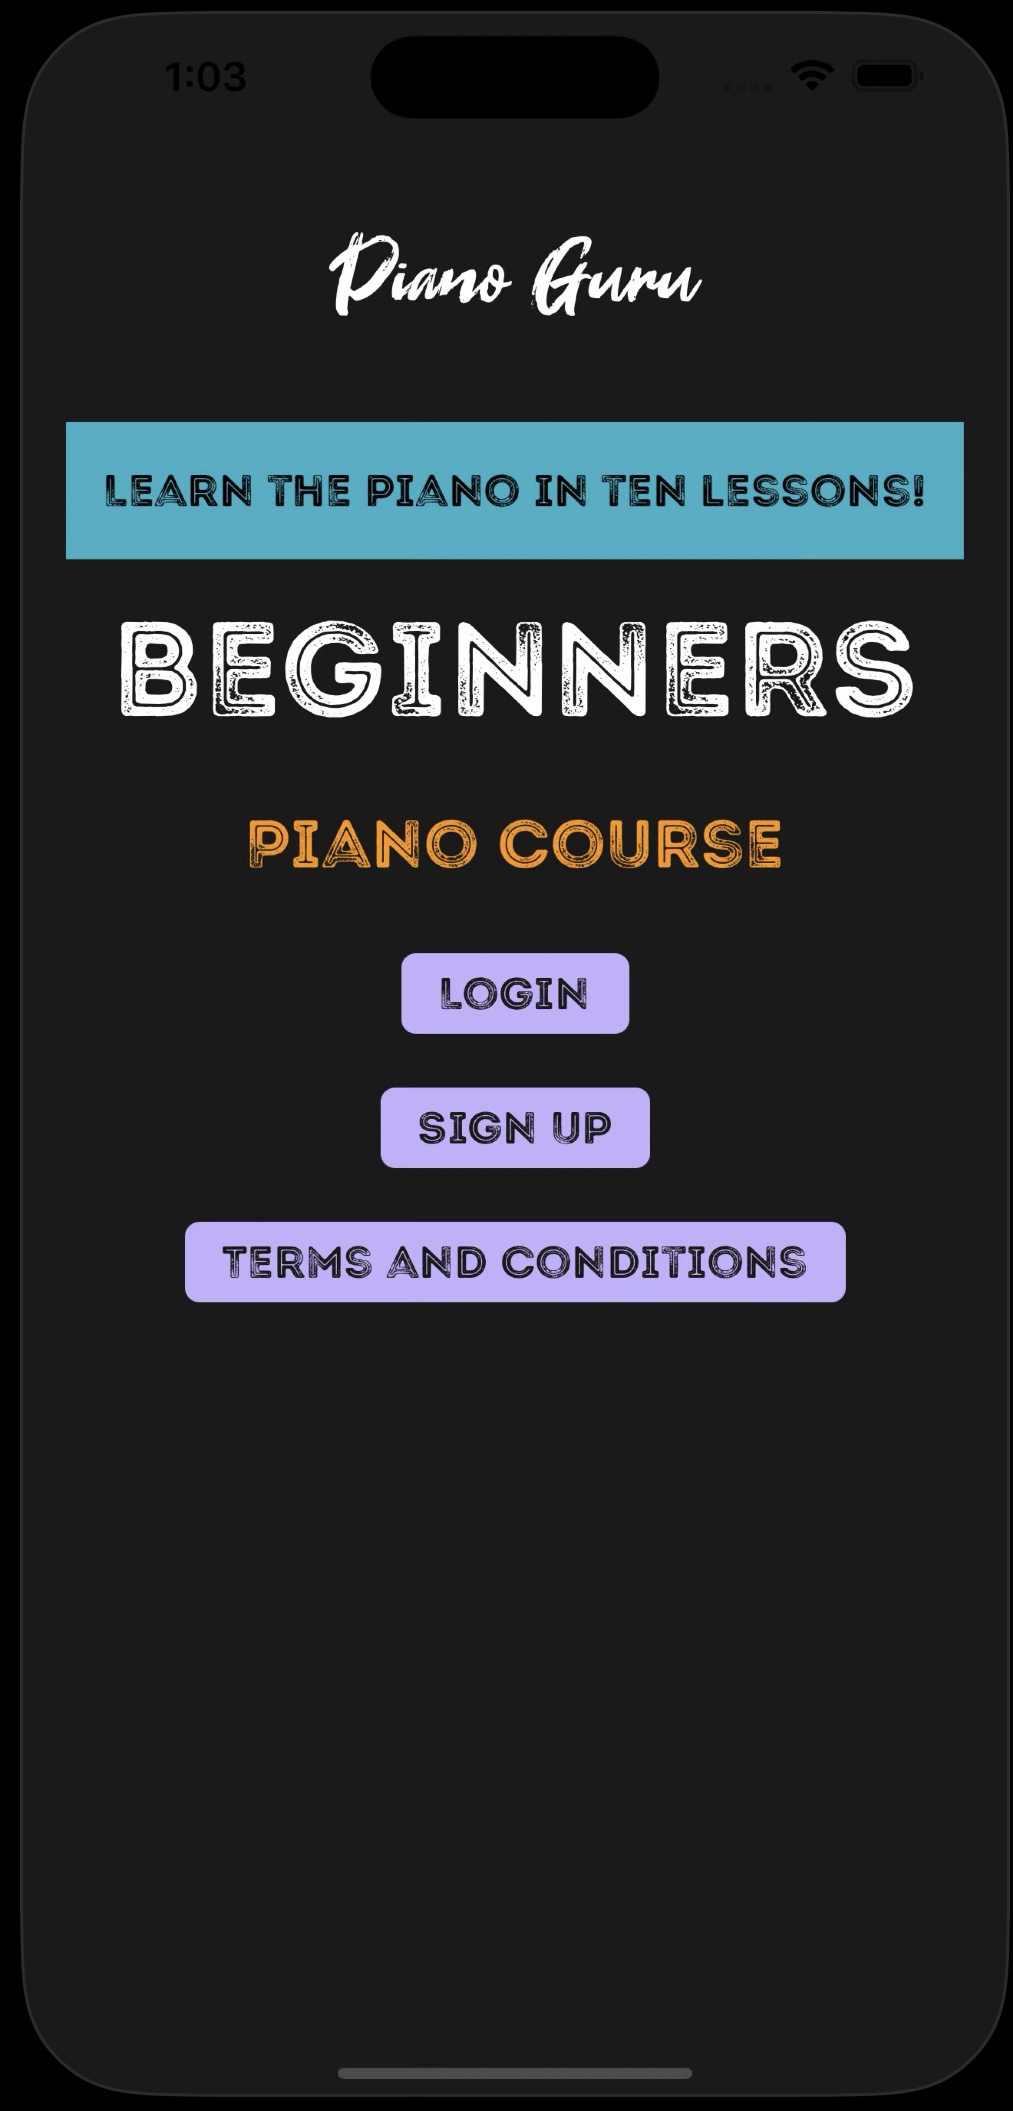 1:03
Piano Guru
LEARN THE PIANO IN TEN LESSONS!
BEGINNERS
PIANO COURSE
LOGIN
SIGN UP
TERMS AND CONDITIONS